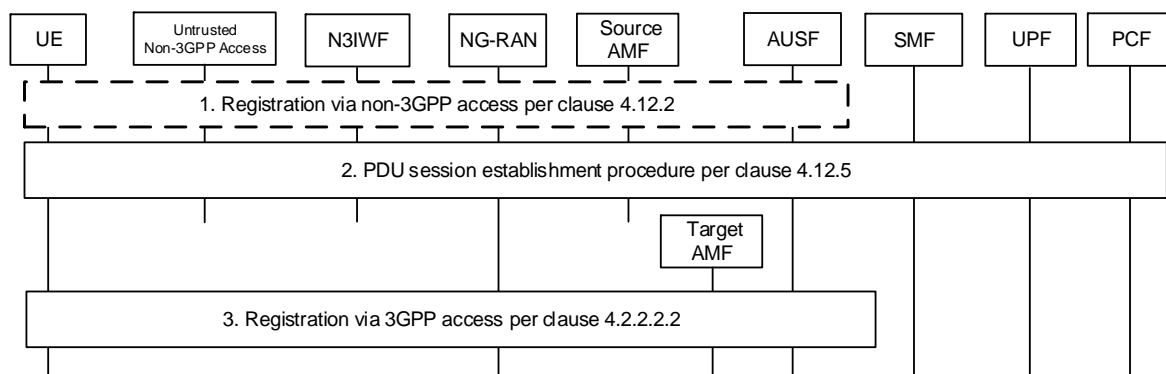 UE
Untrusted
Non-3GPP Access
N3IWF
NG-RAN
Source
AMF
AUSF
SMF
UPF
PCF
1. Registration via non-3GPP access per clause 4.12.2
2. PDU session establishment procedure per clause 4.12.5
Target
AMF
3. Registration via 3GPP access per clause 4.2.2.2.2